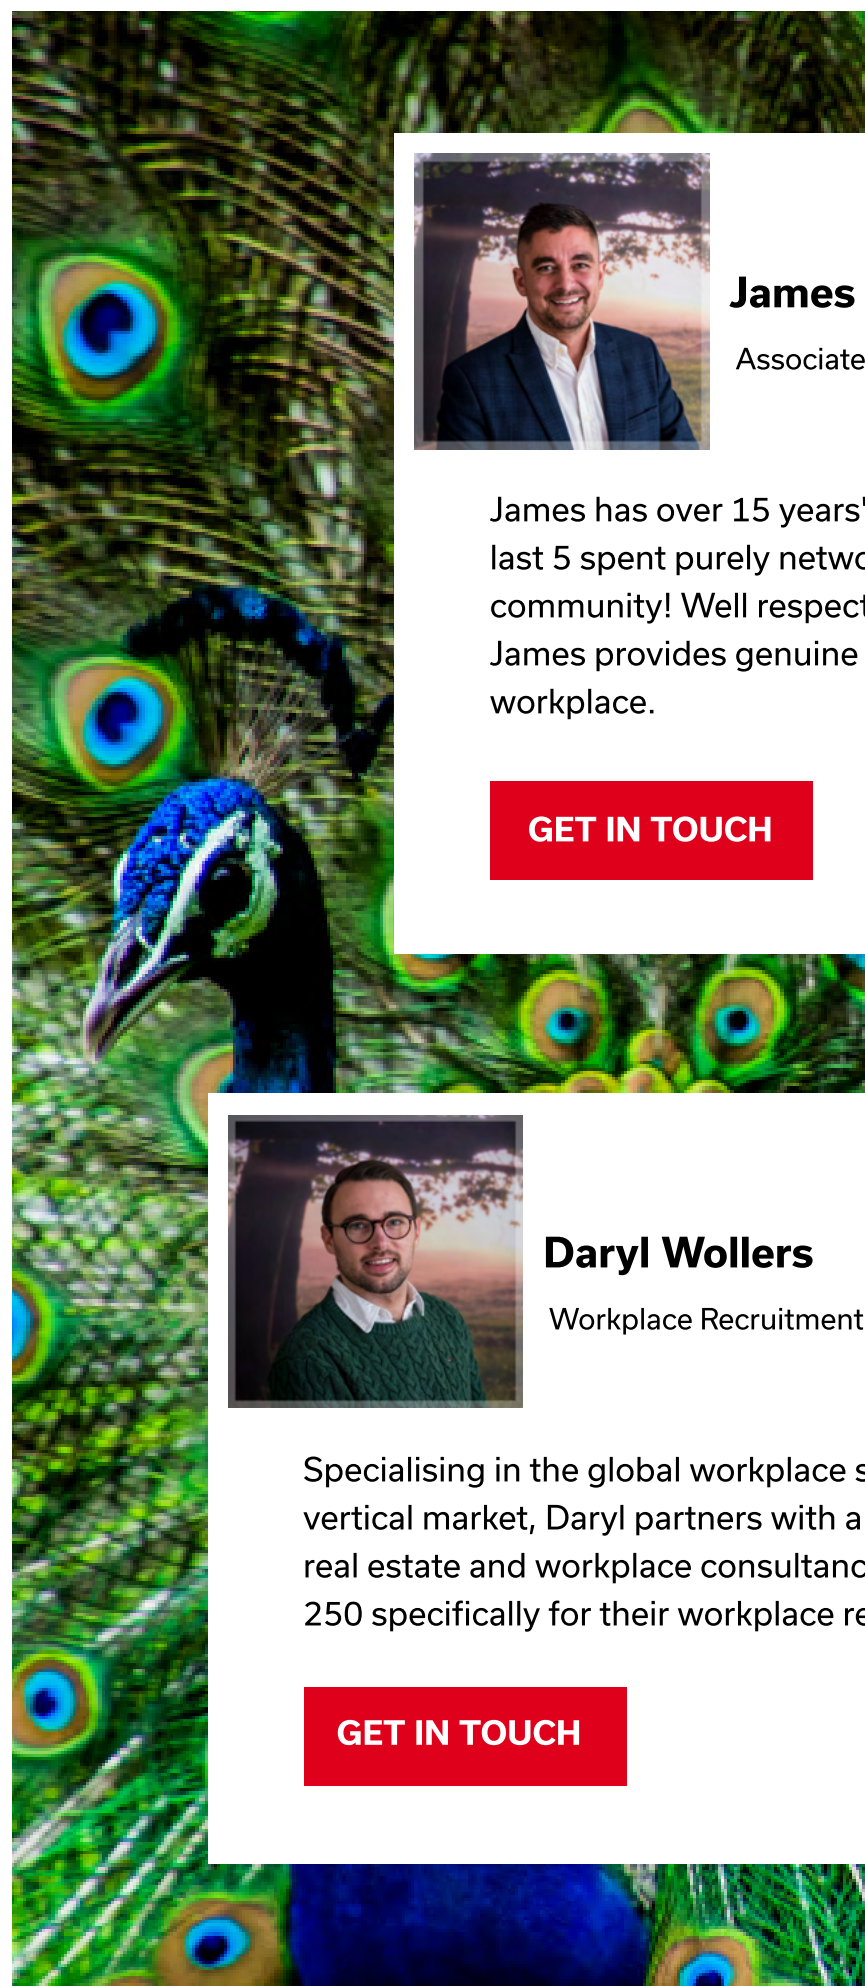 James
Associate
James has over 15 years'
last 5 spent purely netwo
community! Well respect
James provides genuine
workplace.
GET IN TOUCH
Daryl Wollers
Workplace Recruitment
Specialising in the global workplace s
vertical market, Daryl partners with a
real estate and workplace consultanc
250 specifically for their workplace re
GET IN TOUCH